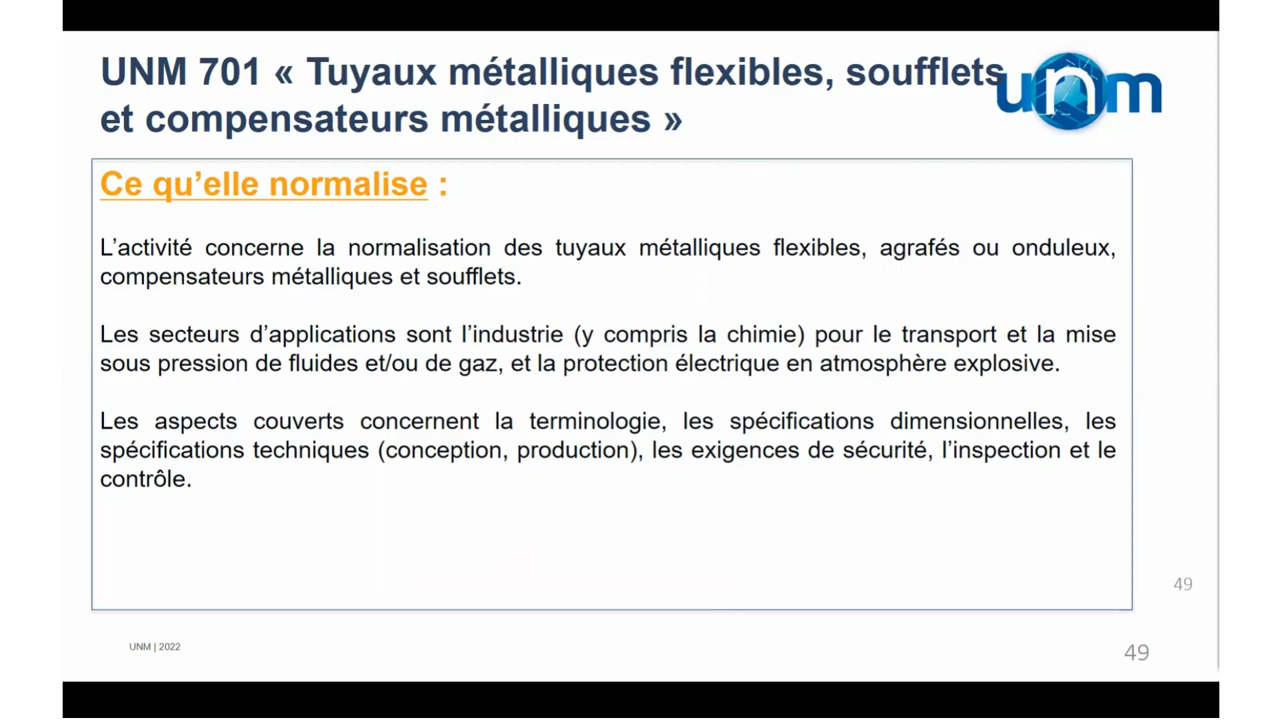 UNM 701 « Tuyaux métalliques flexibles, soufflets
et compensateurs métalliques »
unm
Ce qu’elle normalise :
L’activité concerne la normalisation des tuyaux métalliques flexibles, agrafés ou onduleux,
compensateurs métalliques et soufflets.
Les secteurs d’applications sont l’industrie (y compris la chimie) pour le transport et la mise
sous pression de fluides et/ou de gaz, et la protection électrique en atmosphère explosive.
Les aspects couverts concernent la terminologie, les spécifications dimensionnelles, les
spécifications techniques (conception, production), les exigences de sécurité, l’inspection et le
contrôle.
49
UNM | 2022
49